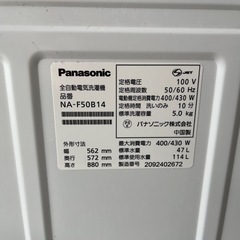 Panasonic
全自動電気洗濯機
品番
NA-F50B14
外形寸法
幅 562 mm
奥行 572 mm
高さ 880 mm
JET
定格電圧 100 V
定格周波数 50/60 Hz
電動機定格消費電力 400/430 W
定格時間 洗いのみ 10 分
標準洗濯容量 5.0 kg
パナソニック株式会社
中国製
最大消費電力 400/430 W
標準水量 47 L
標準使用水量 114 L
製造番号 2092402672